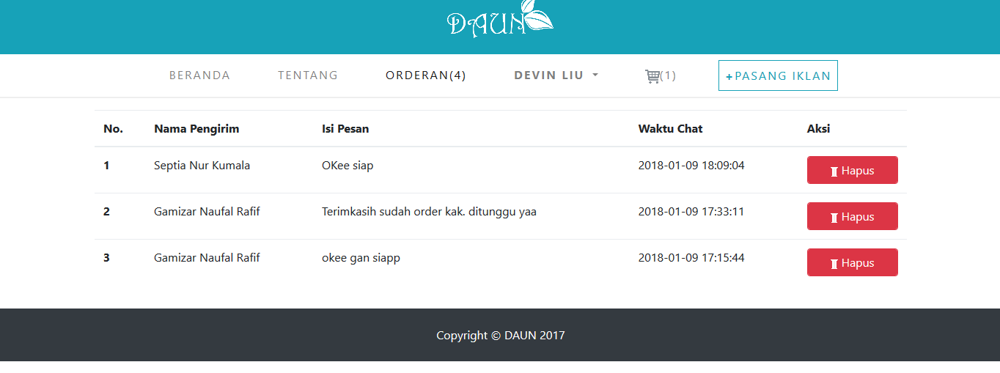 DAUN
BERANDA TENTANG ORDERAN(4) DEVIN LIU (1) +PASANG IKLAN
No. Nama Pengirim Isi Pesan Waktu Chat Aksi
1 Septia Nur Kumala OKee siap 2018-01-09 18:09:04 Hapus
2 Gamizar Naufal Rafif Terimkasih sudah order kak. ditunggu yaa 2018-01-09 17:33:11 Hapus
3 Gamizar Naufal Rafif okee gan siapp 2018-01-09 17:15:44 Hapus
Copyright © DAUN 2017